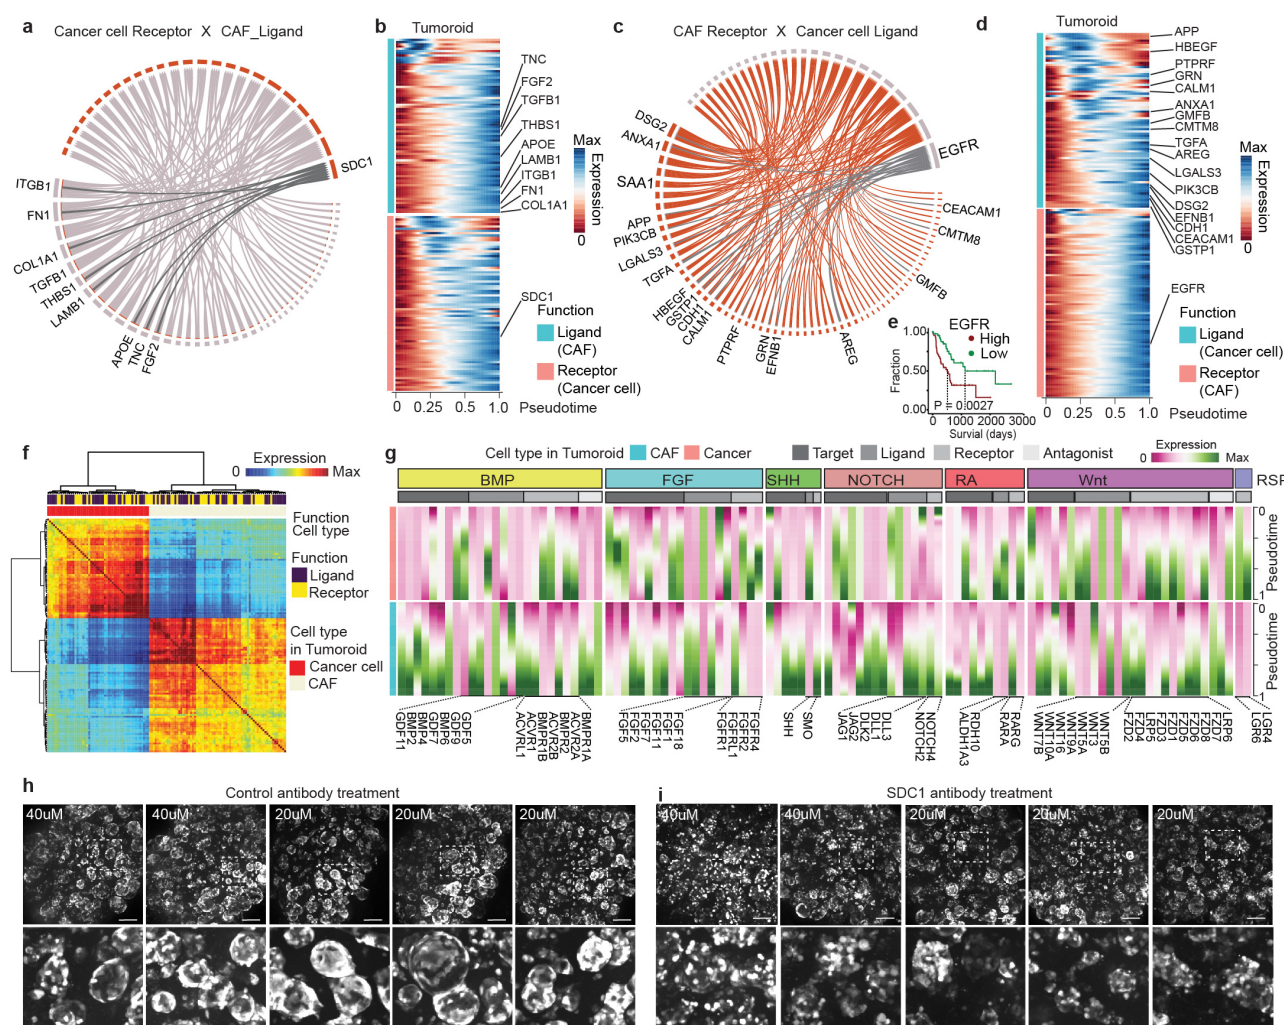 a
Cancer cell Receptor X CAF_Ligand
SDC1
ITGB1
FN1
COL1A1
TGFB1
THBS1
LAMB1
APOE
TNC
FGF2
b
Tumoroid
TNC
FGF2
TGFB1
THBS1
APOE
LAMB1
ITGB1
FN1
COL1A1
SDC1
Max
Expression
0
Function
Ligand
(CAF)
Receptor
(Cancer cell)
0 0.25 0.5 1.0 Pseudotime
c
CAF Receptor X Cancer cell Ligand
DSG2
ANXA1
SAA1
APP
PIK3CB
LGALS3
TGFA
HBEGF
GSTP1
CDH1
CALM1
PTPRF
GRN
EFNB1
AREG
GMFB
CMTM8
CEACAM1
EGFR
d
Tumoroid
APP
HBEGF
PTPRF
GRN
CALM1
ANXA1
GMFB
CMTM8
TGFA
AREG
LGALS3
PIK3CB
DSG2
EFNB1
CDH1
CEACAM1
GSTP1
EGFR
Max
Expression
0
Function
Ligand
(Cancer cell)
Receptor
(CAF)
0 0.25 0.5 1.0 Pseudotime
e
EGFR
High
Low
1.00
0.50
0.00
Fraction
P = 0.0027
0 1000 2000 3000
Survial (days)
f
Expression
0 Max
Function
Cell type
Function
Ligand
Receptor
Cell type
in Tumoroid
Cancer cell
CAF
g
Cell type in Tumoroid CAF Cancer
Target Ligand Receptor Antagonist
Expression
0 Max
BMP FGF SHH NOTCH RA Wnt RSP
0
Pseudotime
1
0
Pseudotime
1
GDF11
BMP2
BMP4
GDF7
BMP6
GDF9
GDF5
ACVRL1
ACVR1
BMPR1B
ACVR2B
BMPR2
ACVR2A
BMPR1A
FGF5
FGF2
FGF7
FGF11
FGF1
FGF18
FGFR1
FGFRL1
FGFR2
FGFR4
SHH
SMO
JAG1
JAG2
DLK2
DLL1
DLL3
NOTCH2
NOTCH4
ALDH1A3
RDH10
RARA
RARG
WNT7B
WNT10A
WNT16
WNT9A
WNT5A
WNT3
WNT5B
FZD2
FZD4
LRP5
FZD3
FZD1
FZD5
FZD6
FZD8
FZD7
LRP6
LGR6
LGR4
h
Control antibody treatment
40uM 40uM 20uM 20uM 20uM
i
SDC1 antibody treatment
40uM 40uM 20uM 20uM 20uM